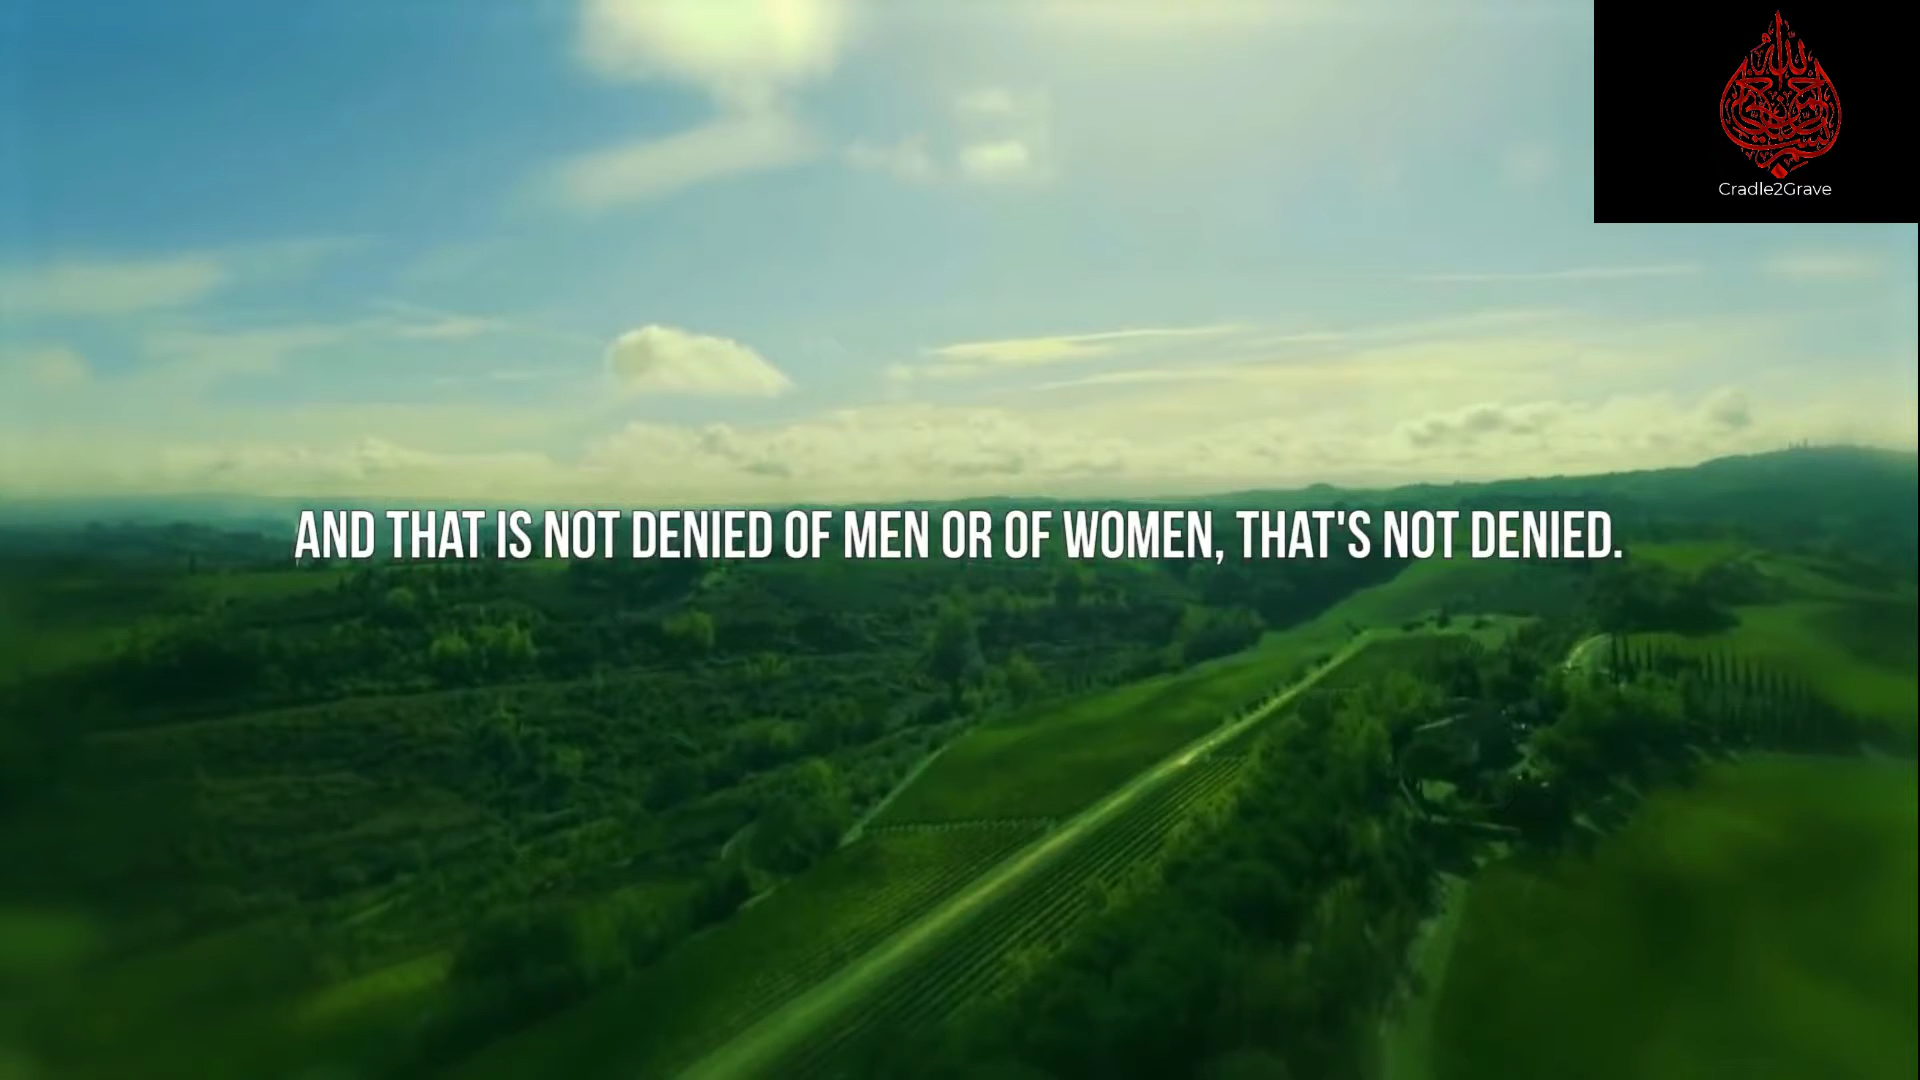 Cradle2Grave
AND THAT IS NOT DENIED OF MEN OR OF WOMEN, THAT'S NOT DENIED.